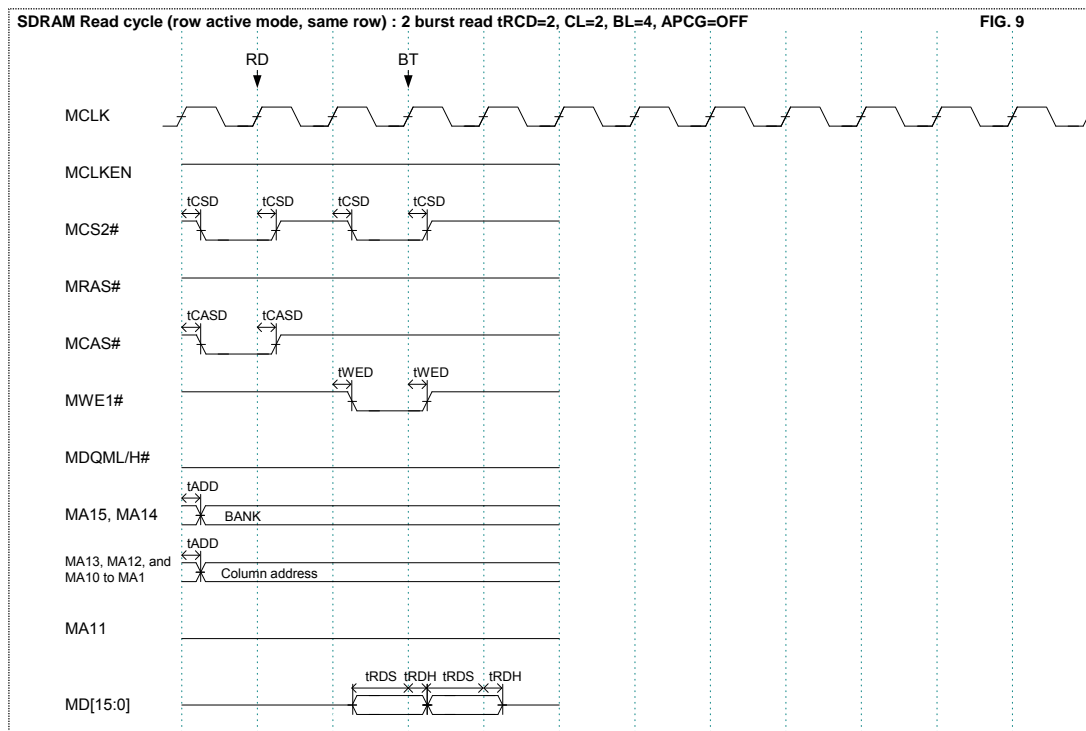 SDRAM Read cycle (row active mode, same row) : 2 burst read tRCD=2, CL=2, BL=4, APCG=OFF FIG. 9
RD BT
MCLK
MCLKEN
tCSD tCSD tCSD tCSD
MCS2#
MRAS#
tCASD tCASD
MCAS#
tWED tWED
MWE1#
MDQML/H#
tADD
MA15, MA14 BANK
tADD
MA13, MA12, and
MA10 to MA1 Column address
MA11
tRDS tRDH tRDS tRDH
MD[15:0]